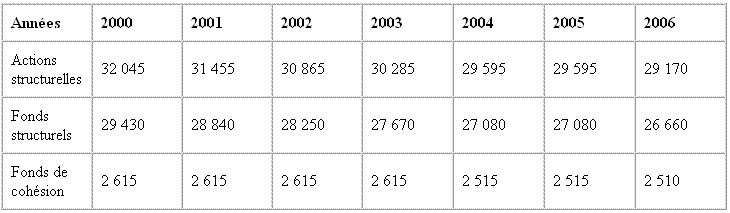 Années 2000 2001 2002 2003 2004 2005 2006
Actions
structurelles 32 045 31 455 30 865 30 285 29 595 29 595 29 170
Fonds
structurels 29 430 28 840 28 250 27 670 27 080 27 080 26 660
Fonds de
cohésion 2 615 2 615 2 615 2 615 2 515 2 515 2 510